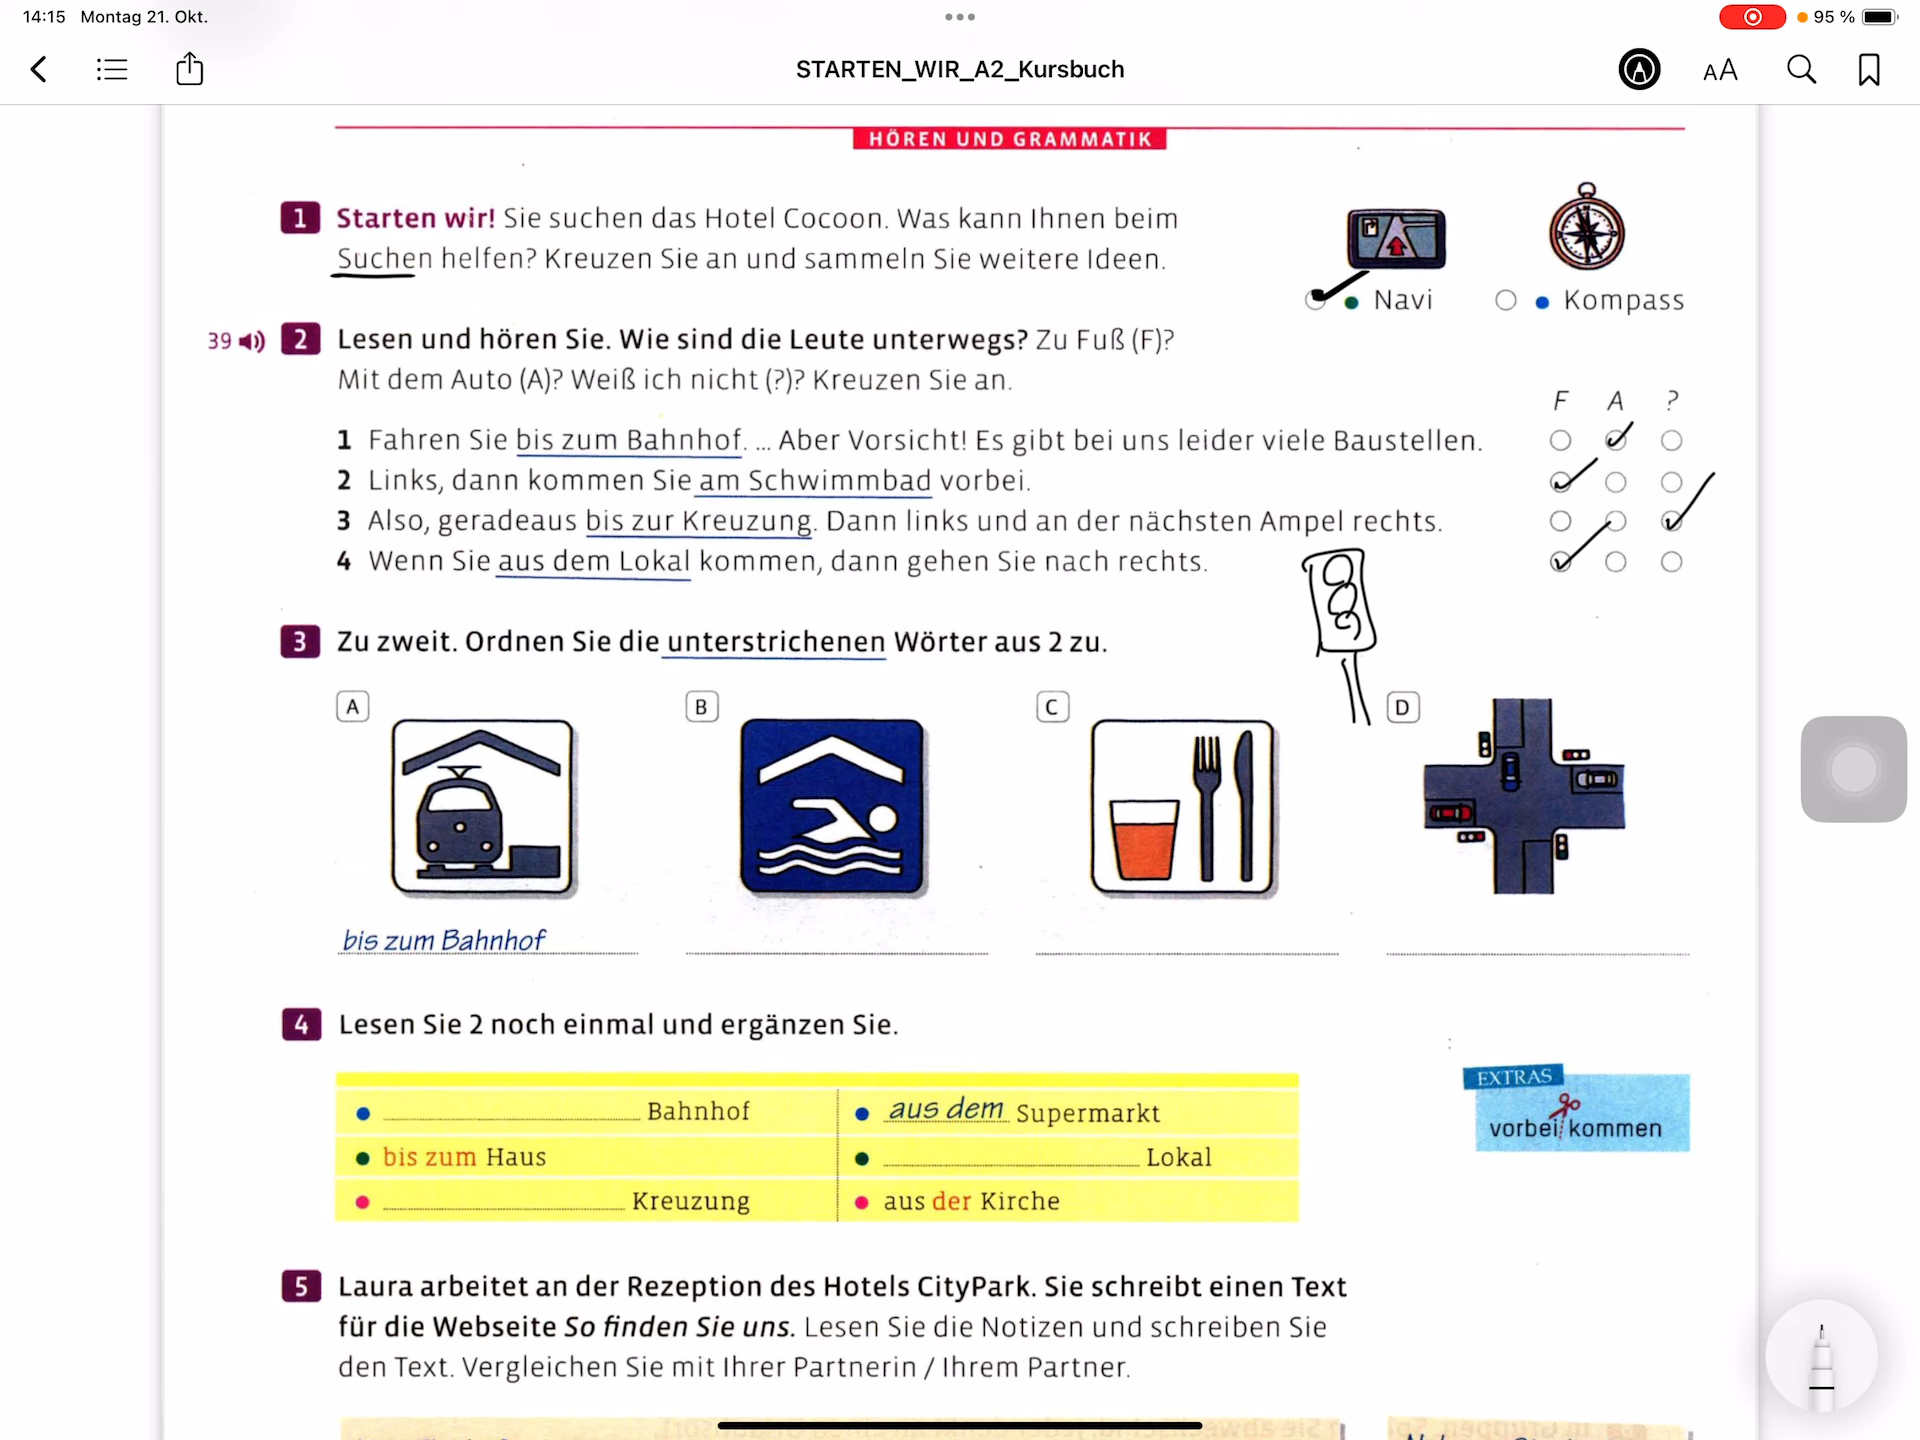 14:15 Montag 21. Okt.
95 %
STARTEN_WIR_A2_Kursbuch
AA
HÖREN UND GRAMMATIK
1 Starten wir! Sie suchen das Hotel Cocoon. Was kann Ihnen beim
Suchen helfen? Kreuzen Sie an und sammeln Sie weitere Ideen.
Navi
Kompass
39 2 Lesen und hören Sie. Wie sind die Leute unterwegs? Zu Fuß (F)?
Mit dem Auto (A)? Weiß ich nicht (?)? Kreuzen Sie an.
F A ?
1 Fahren Sie bis zum Bahnhof. ... Aber Vorsicht! Es gibt bei uns leider viele Baustellen.
2 Links, dann kommen Sie am Schwimmbad vorbei.
3 Also, geradeaus bis zur Kreuzung. Dann links und an der nächsten Ampel rechts.
4 Wenn Sie aus dem Lokal kommen, dann gehen Sie nach rechts.
3 Zu zweit. Ordnen Sie die unterstrichenen Wörter aus 2 zu.
A B C D
bis zum Bahnhof
4 Lesen Sie 2 noch einmal und ergänzen Sie.
Bahnhof
aus dem Supermarkt
bis zum Haus
Lokal
Kreuzung
aus der Kirche
EXTRAS
vorbei kommen
5 Laura arbeitet an der Rezeption des Hotels CityPark. Sie schreibt einen Text
für die Webseite So finden Sie uns. Lesen Sie die Notizen und schreiben Sie
den Text. Vergleichen Sie mit Ihrer Partnerin / Ihrem Partner.